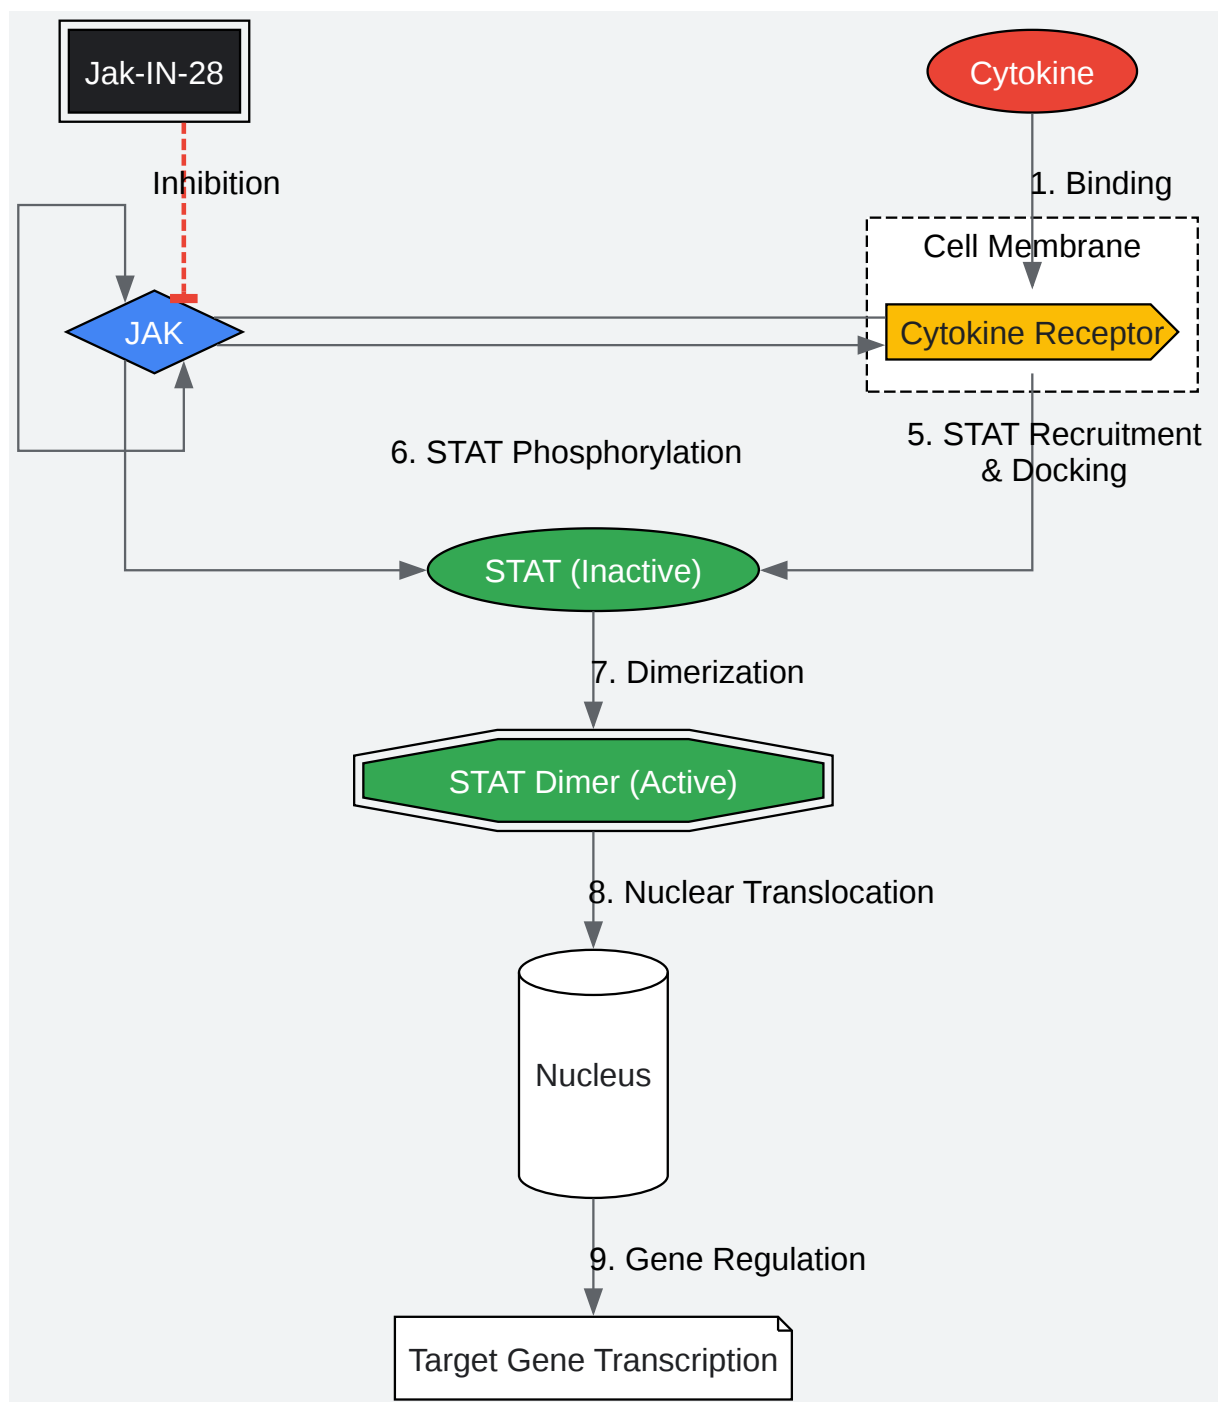 Jak-IN-28
Cytokine
Inhibition
1. Binding
Cell Membrane
JAK
Cytokine Receptor
5. STAT Recruitment
& Docking
6. STAT Phosphorylation
STAT (Inactive)
7. Dimerization
STAT Dimer (Active)
8. Nuclear Translocation
Nucleus
9. Gene Regulation
Target Gene Transcription